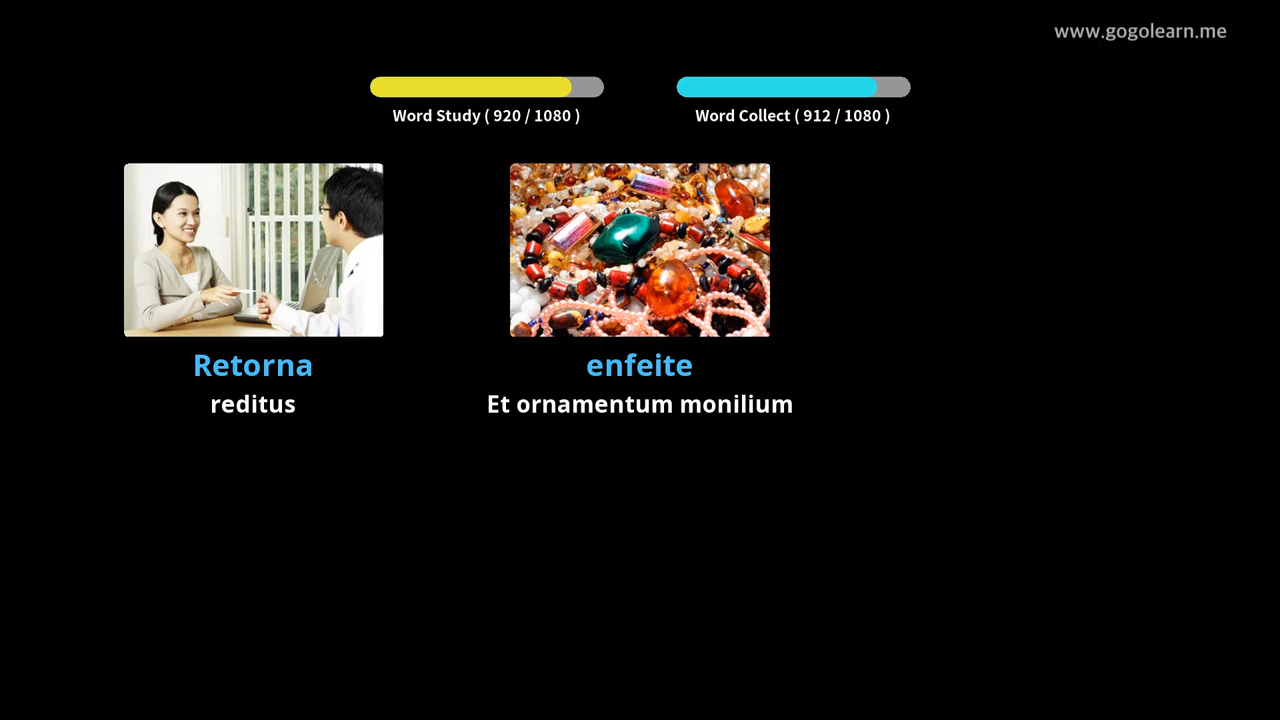 www.gogolearn.me
Word Study ( 920 / 1080 )
Word Collect ( 912 / 1080 )
Retorna
reditus
enfeite
Et ornamentum monilium